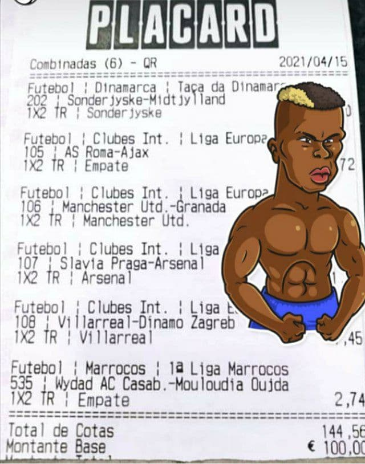 PLACARD
Combinadas (6) - QR 2021/04/15
Futebol ¦ Dinamarca ¦ Taça da Dinamar
202 ¦ Sonderjyske-Midtjylland
1X2 TR ¦ Sonderjyske
Futebol ¦ Clubes Int. ¦ Liga Europa
105 ¦ AS Roma-Ajax
1X2 TR ¦ Empate 72
Futebol ¦ Clubes Int. ¦ Liga Europa
106 ¦ Manchester Utd.-Granada
1X2 TR ¦ Manchester Utd.
Futebol ¦ Clubes Int. ¦ Liga
107 ¦ Slavia Praga-Arsenal
1X2 TR ¦ Arsenal
Futebol ¦ Clubes Int. ¦ Liga E
108 ¦ Villarreal-Dinamo Zagreb
1X2 TR ¦ Villarreal ,45
Futebol ¦ Marrocos ¦ 1ª Liga Marrocos
535 ¦ Wydad AC Casab.-Mouloudia Oujda
1X2 TR ¦ Empate 2,74
Total de Cotas 144,56
Montante Base € 100,00